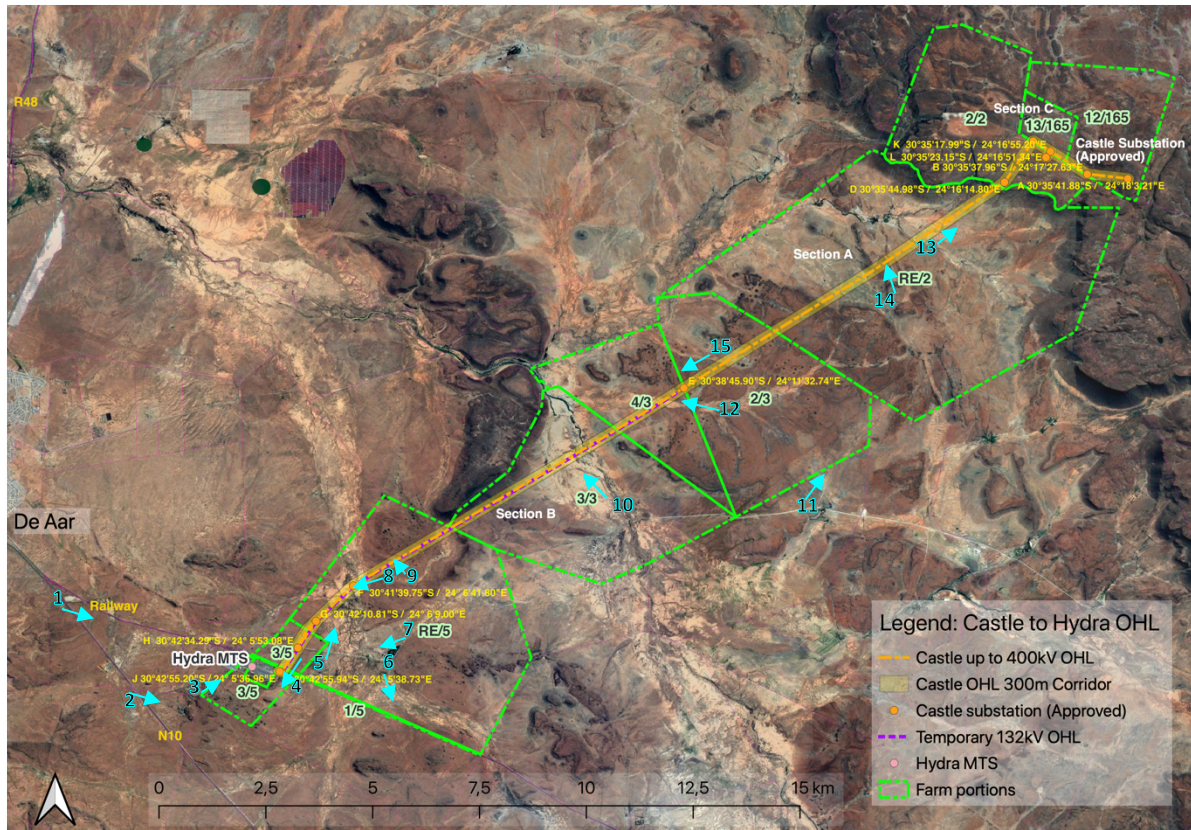 R48
Section C
2/2
13/165
12/165
K 30°35'17.99"S / 24°16'55.20"E
Castle Substation
(Approved)
L 30°35'23.15"S / 24°16'51.34"E
B 30°35'37.96"S / 24°17'27.63"E
D 30°35'44.98"S / 24°16'14.80"E
A 30°35'41.88"S / 24°18'3.21"E
13
Section A
RE/2
14
15
E 30°38'45.90"S / 24°11'32.74"E
4/3
2/3
12
10
3/3
11
Section B
De Aar
8
9
30°41'39.75"S / 24°6'41.80"E
1
Railway
G 30°42'10.81"S / 24°6'9.00"E
7
RE/5
H 30°42'34.29"S / 24°5'53.08"E
3/5
Hydra MTS
5
6
J 30°42'55.20"S / 24°5'36.96"E
30°42'55.94"S / 24°5'38.73"E
3
4
3/5
2
1/5
N10
Legend: Castle to Hydra OHL
Castle up to 400kV OHL
Castle OHL 300m Corridor
Castle substation (Approved)
Temporary 132kV OHL
Hydra MTS
Farm portions
0
2,5
5
7,5
10
12,5
15 km